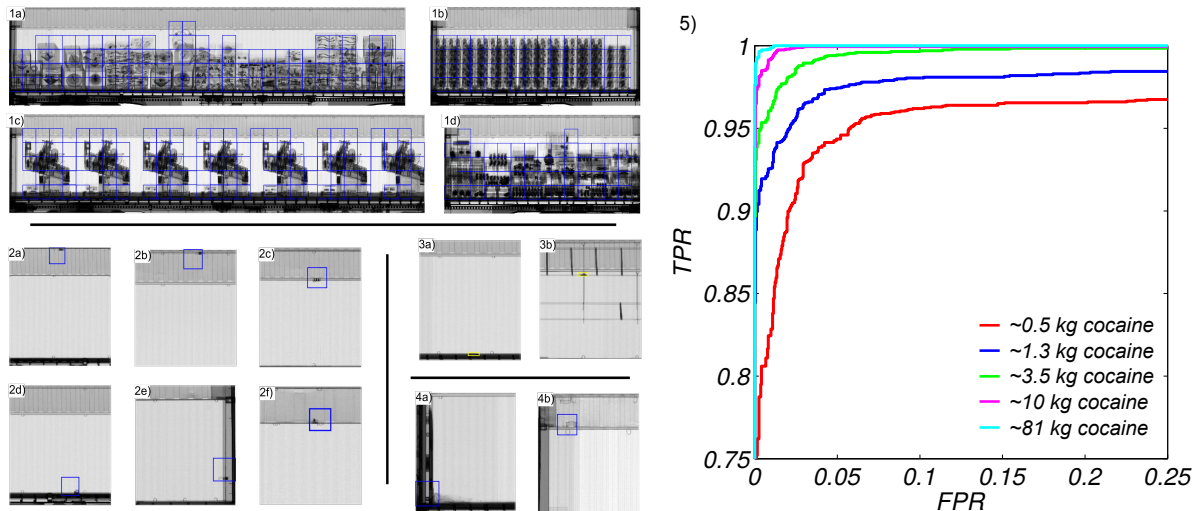 1a)
1b)
1c)
1d)
2a)
2b)
2c)
2d)
2e)
2f)
3a)
3b)
4a)
4b)
5)
1
0.95
0.9
0.85
0.8
0.75
TPR
0
0.05
0.1
0.15
0.2
0.25
FPR
~0.5 kg cocaine
~1.3 kg cocaine
~3.5 kg cocaine
~10 kg cocaine
~81 kg cocaine